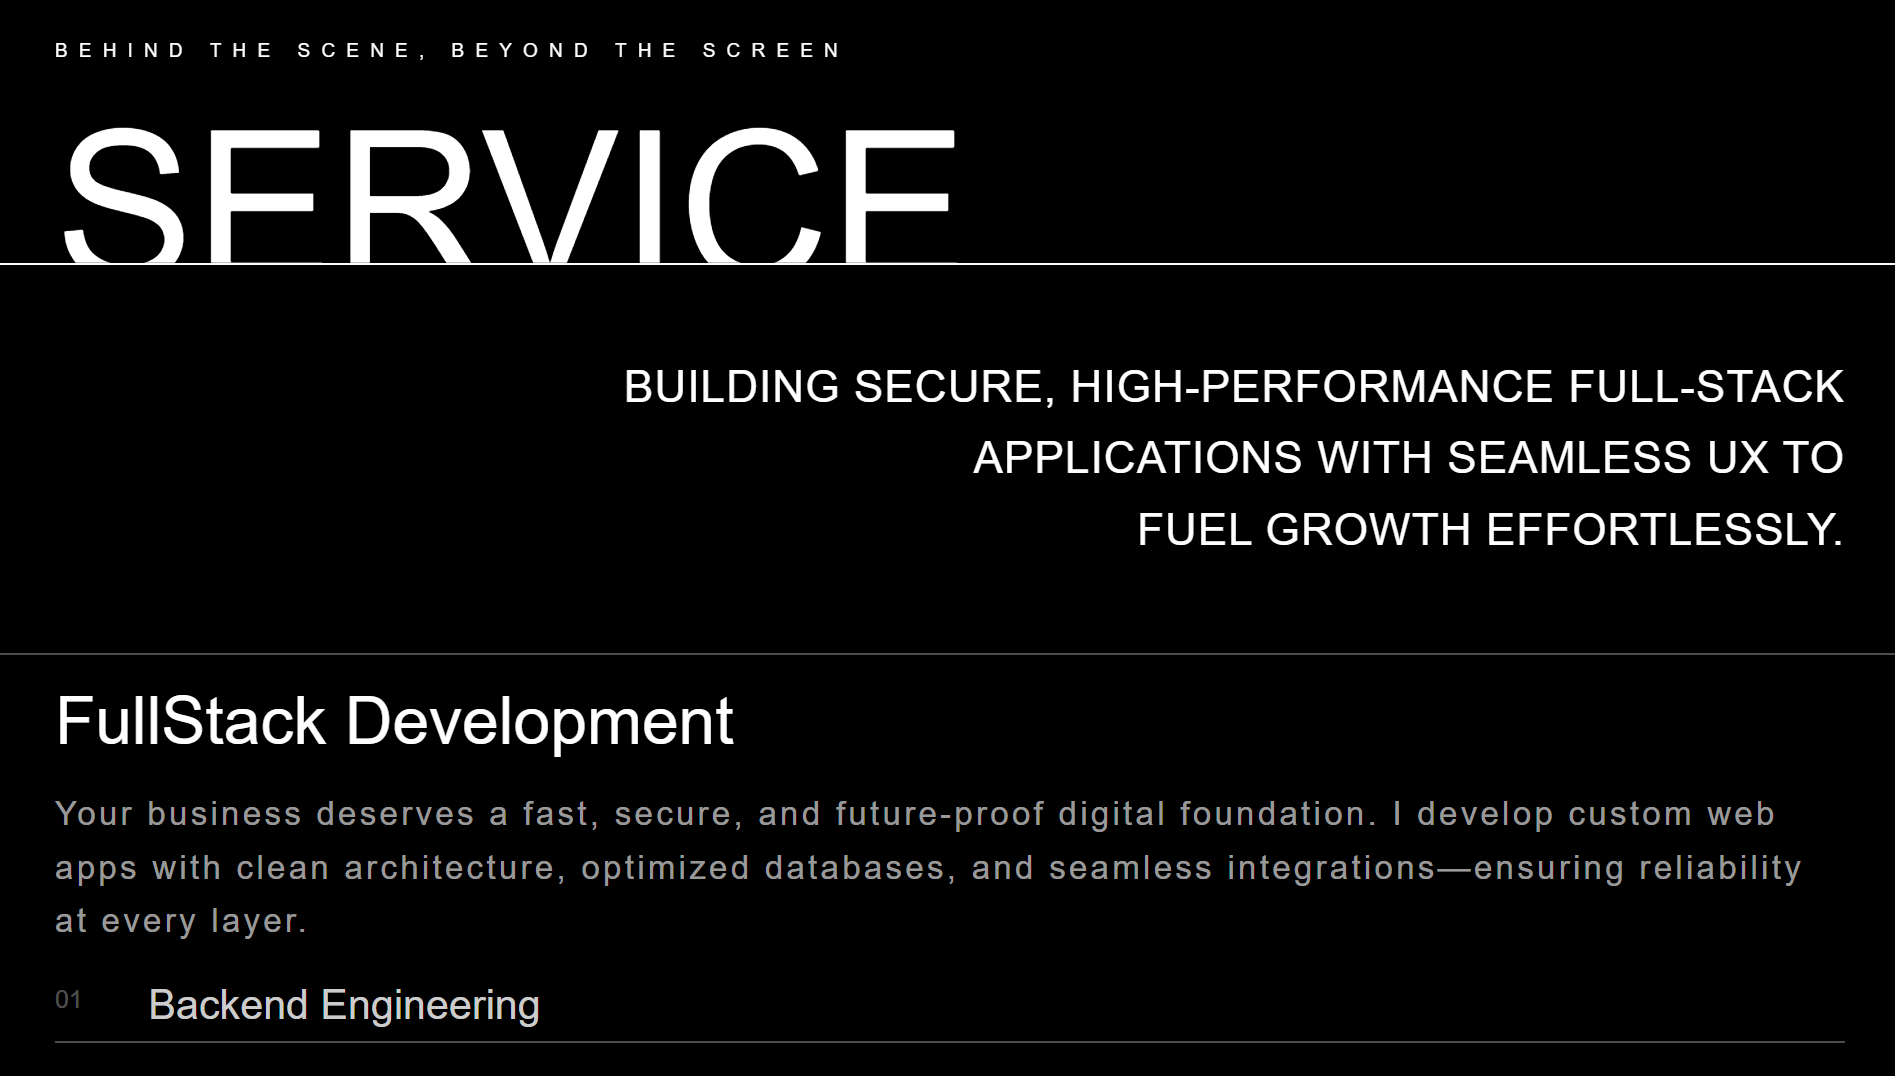 BEHIND THE SCENE, BEYOND THE SCREEN
SERVICE
BUILDING SECURE, HIGH-PERFORMANCE FULL-STACK
APPLICATIONS WITH SEAMLESS UX TO
FUEL GROWTH EFFORTLESSLY.
FullStack Development
Your business deserves a fast, secure, and future-proof digital foundation. I develop custom web
apps with clean architecture, optimized databases, and seamless integrations—ensuring reliability
at every layer.
01 Backend Engineering